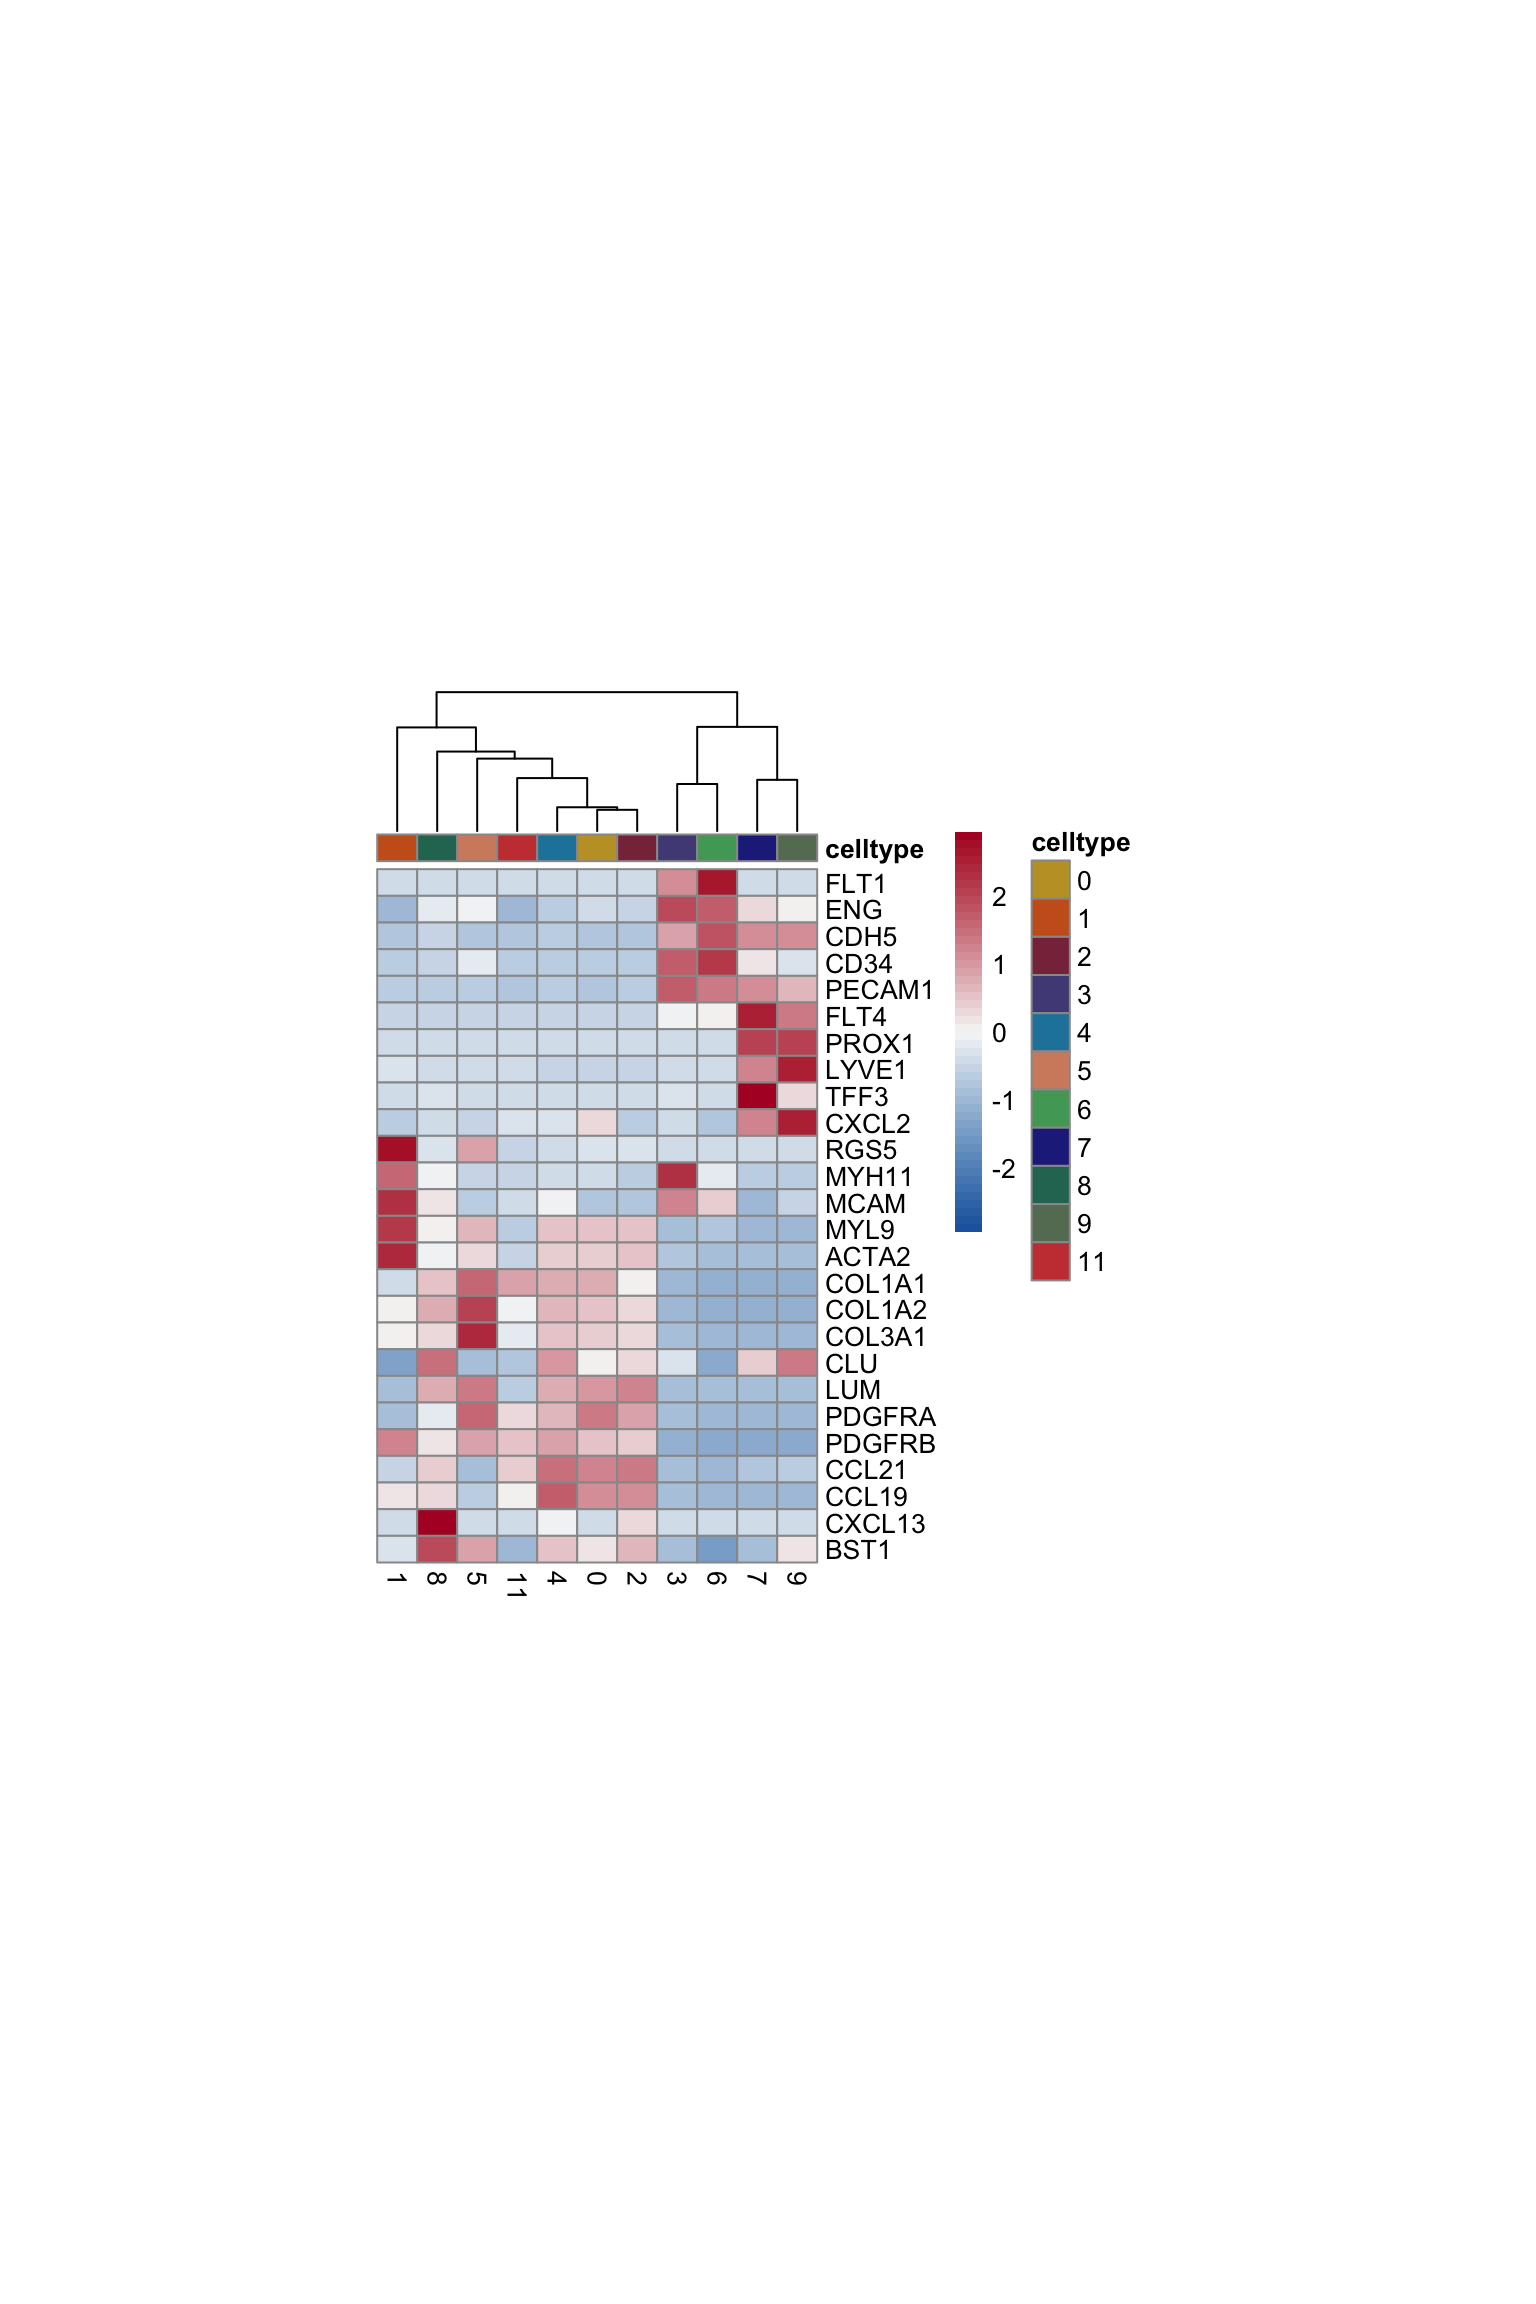 celltype
FLT1
ENG
CDH5
CD34
PECAM1
FLT4
PROX1
LYVE1
TFF3
CXCL2
RGS5
MYH11
MCAM
MYL9
ACTA2
COL1A1
COL1A2
COL3A1
CLU
LUM
PDGFRA
PDGFRB
CCL21
CCL19
CXCL13
BST1
1 8 5 11 4 0 2 3 6 7 9
2
1
0
-1
-2
celltype
0
1
2
3
4
5
6
7
8
9
11